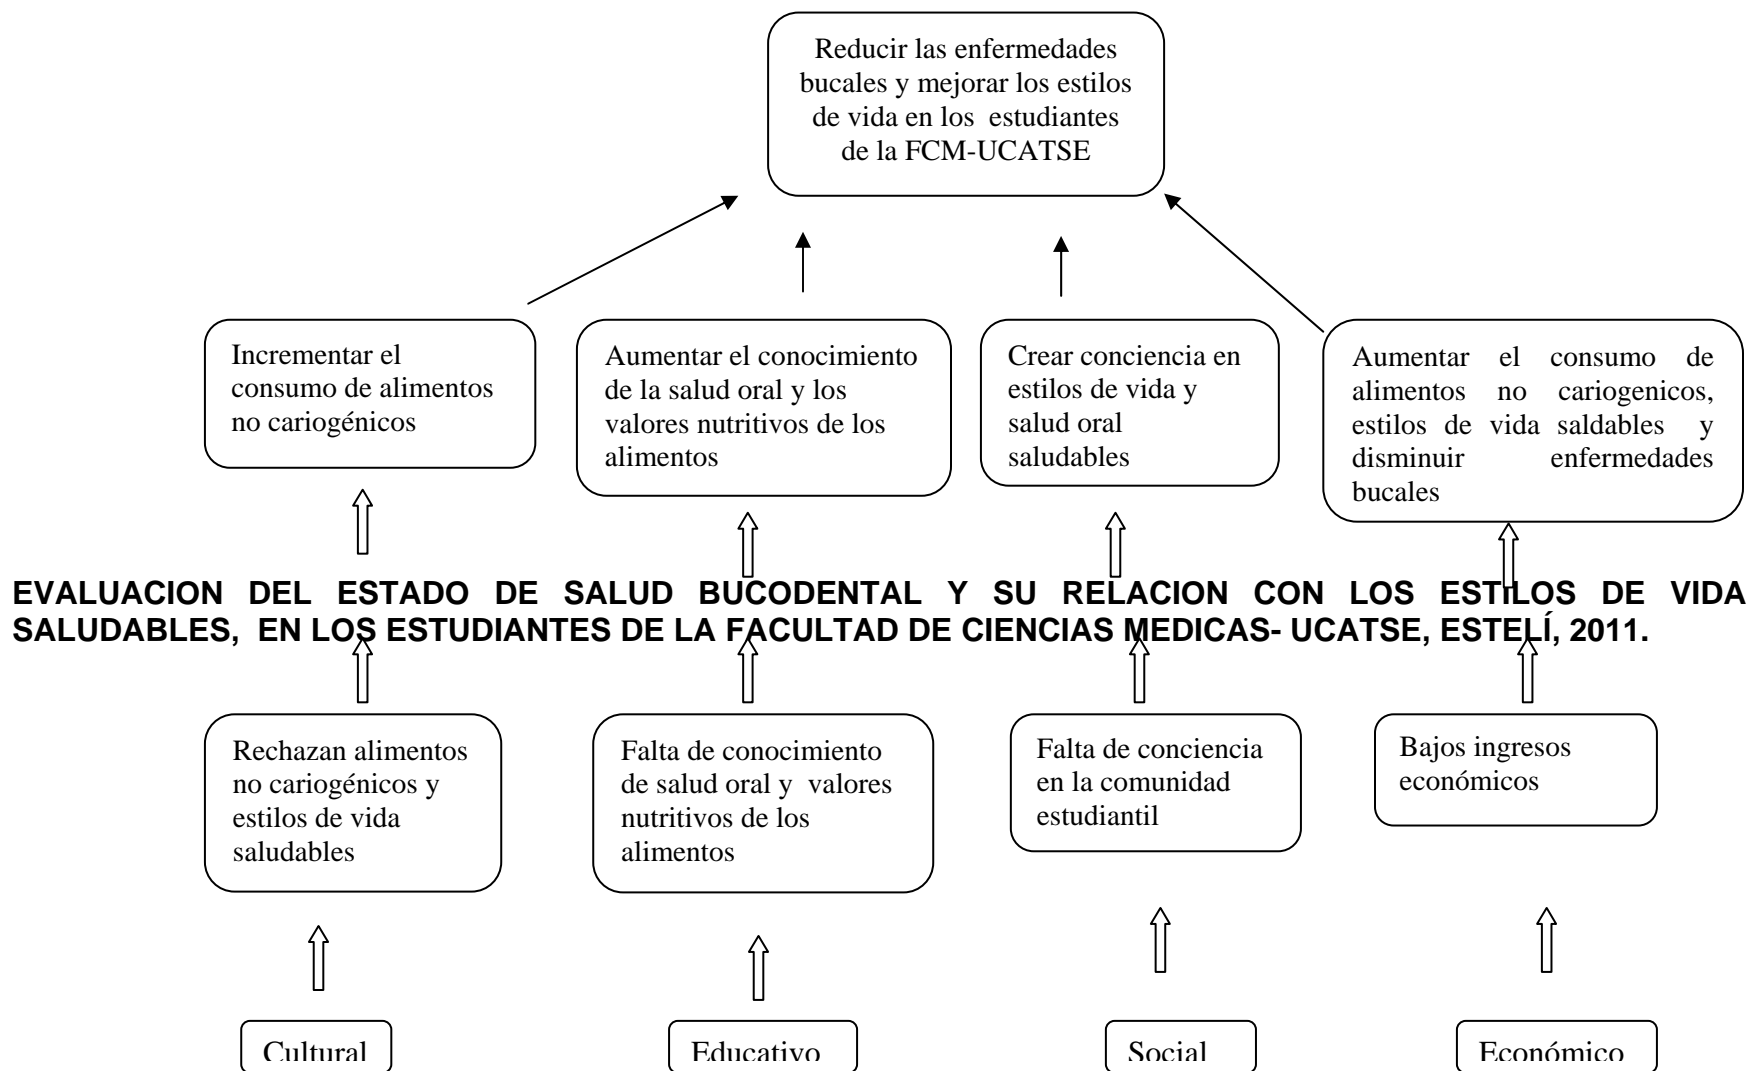 Reducir las enfermedades
bucales y mejorar los estilos
de vida en los estudiantes
de la FCM-UCATSE
Incrementar el
consumo de alimentos
no cariogénicos
Aumentar el conocimiento
de la salud oral y los
valores nutritivos de los
alimentos
Crear conciencia en
estilos de vida y
salud oral
saludables
Aumentar el consumo de
alimentos no cariogenicos,
estilos de vida saldables y
disminuir enfermedades
bucales
EVALUACION DEL ESTADO DE SALUD BUCODENTAL Y SU RELACION CON LOS ESTILOS DE VIDA
SALUDABLES, EN LOS ESTUDIANTES DE LA FACULTAD DE CIENCIAS MEDICAS- UCATSE, ESTELÍ, 2011.
Rechazan alimentos
no cariogénicos y
estilos de vida
saludables
Falta de conocimiento
de salud oral y valores
nutritivos de los
alimentos
Falta de conciencia
en la comunidad
estudiantil
Bajos ingresos
económicos
Cultural
Educativo
Social
Económico